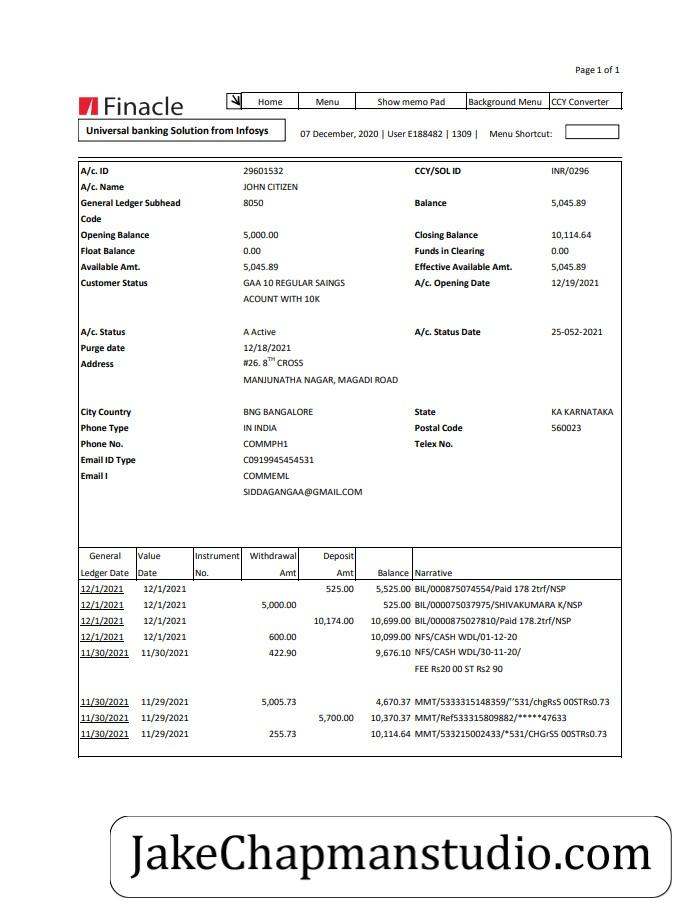 Page 1 of 1
Finacle
Home Menu Show memo Pad Background Menu CCY Converter
Universal banking Solution from Infosys
07 December, 2020 | User E188482 | 1309 | Menu Shortcut:
A/c. ID 29601532 CCY/SOL ID INR/0296
A/c. Name JOHN CITIZEN
General Ledger Subhead 8050 Balance 5,045.89
Code
Opening Balance 5,000.00 Closing Balance 10,114.64
Float Balance 0.00 Funds in Clearing 0.00
Available Amt. 5,045.89 Effective Available Amt. 5,045.89
Customer Status GAA 10 REGULAR SAINGS A/c. Opening Date 12/19/2021
ACOUNT WITH 10K
A/c. Status A Active A/c. Status Date 25-052-2021
Purge date 12/18/2021
Address #26. 8TH CROSS
MANJUNATHA NAGAR, MAGADI ROAD
City Country BNG BANGALORE State KA KARNATAKA
Phone Type IN INDIA Postal Code 560023
Phone No. COMMPH1 Telex No.
Email ID Type C0919945454531
Email I COMMEML
SIDDAGANGAA@GMAIL.COM
General Value Instrument Withdrawal Deposit
Ledger Date Date No. Amt Amt Balance Narrative
12/1/2021 12/1/2021 525.00 5,525.00 BIL/000875074554/Paid 178 2trf/NSP
12/1/2021 12/1/2021 5,000.00 525.00 BIL/000075037975/SHIVAKUMARA K/NSP
12/1/2021 12/1/2021 10,174.00 10,699.00 BIL/0000875027810/Paid 178.2trf/NSP
12/1/2021 12/1/2021 600.00 10,099.00 NFS/CASH WDL/01-12-20
11/30/2021 11/30/2021 422.90 9,676.10 NFS/CASH WDL/30-11-20/
FEE Rs20 00 ST Rs2 90
11/30/2021 11/29/2021 5,005.73 4,670.37 MMT/5333315148359/''531/chgRs5 00STRs0.73
11/30/2021 11/29/2021 5,700.00 10,370.37 MMT/Ref533315809882/*****47633
11/30/2021 11/29/2021 255.73 10,114.64 MMT/533215002433/*531/CHGrS5 00STRs0.73
JakeChapmanstudio.com